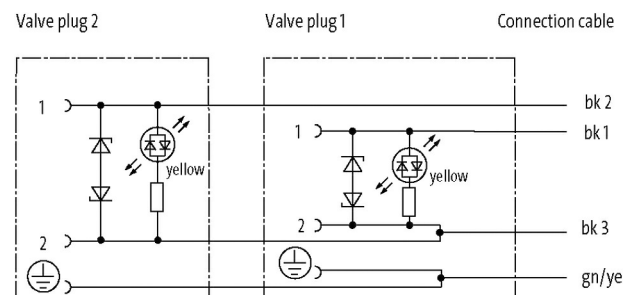 Valve plug 2 Valve plug 1 Connection cable
1 bk 2
1 bk 1
yellow yellow
2 bk 3
2
gn/ye